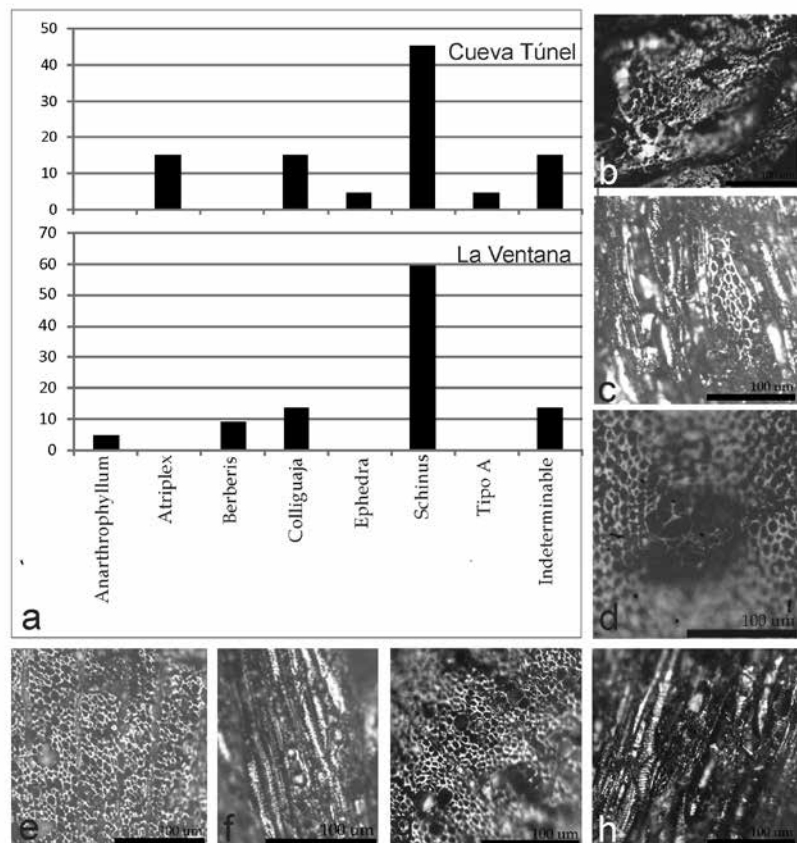 Cueva Túnel
50
40
30
20
10
0
La Ventana
70
60
50
40
30
20
10
0
Anarthrophyllum
Atriplex
Berberis
Colliguaja
Ephedra
Schinus
Tipo A
Indeterminable
a
b
c
100 um
d
100 um
e
100 um
f
100 um
g
100 um
h
100 um